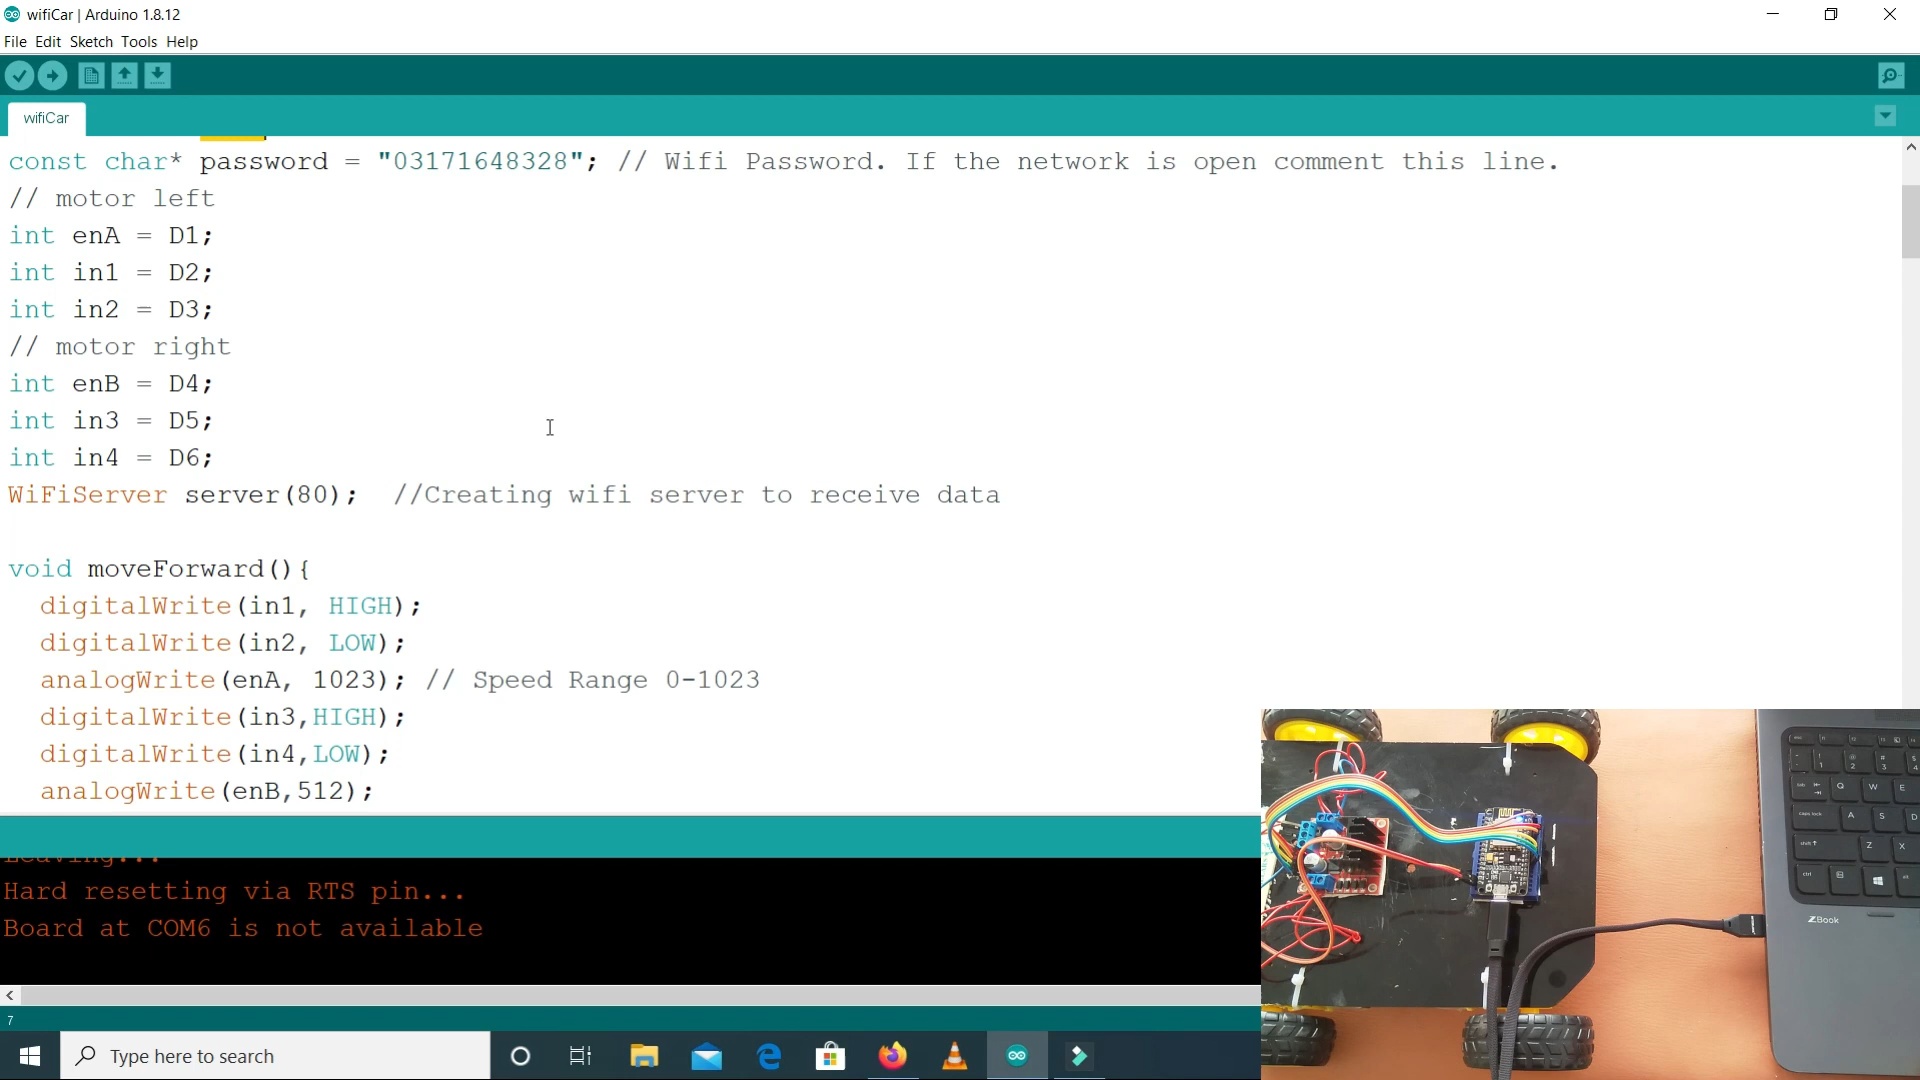 wifiCar | Arduino 1.8.12
File Edit Sketch Tools Help
wifiCar
const char* password = "03171648328"; // Wifi Password. If the network is open comment this line.
// motor left
int enA = D1;
int in1 = D2;
int in2 = D3;
// motor right
int enB = D4;
int in3 = D5;
int in4 = D6;
WiFiServer server(80);  //Creating wifi server to receive data
void moveForward(){
digitalWrite(in1, HIGH);
digitalWrite(in2, LOW);
analogWrite(enA, 1023); // Speed Range 0-1023
digitalWrite(in3,HIGH);
digitalWrite(in4,LOW);
analogWrite(enB,512);
Leaving...
Hard resetting via RTS pin...
Board at COM6 is not available
7
Type here to search
ZBook